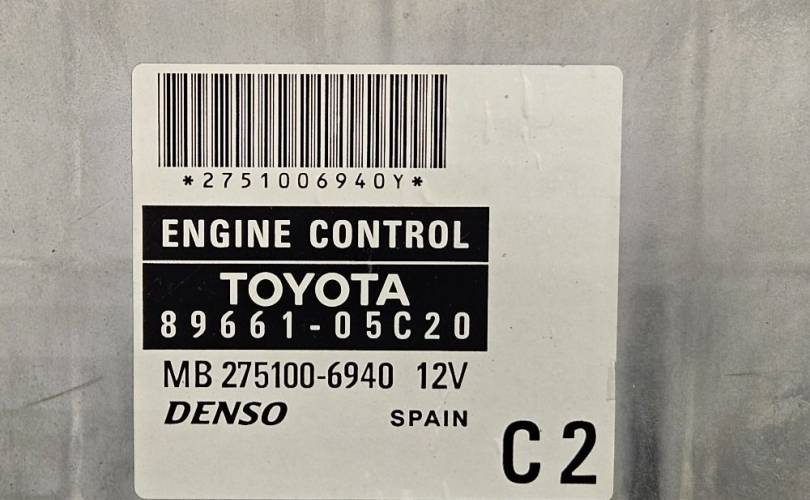 *2751006940Y*
ENGINE CONTROL
TOYOTA
89661-05C20
MB 275100-6940 12V
DENSO SPAIN
C2